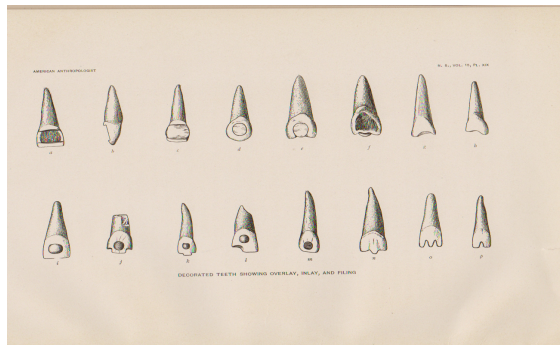 AMERICAN ANTHROPOLOGIST
a b c d e f g h
i j k l m n o p
DECORATED TEETH SHOWING OVERLAY, INLAY, AND FILING